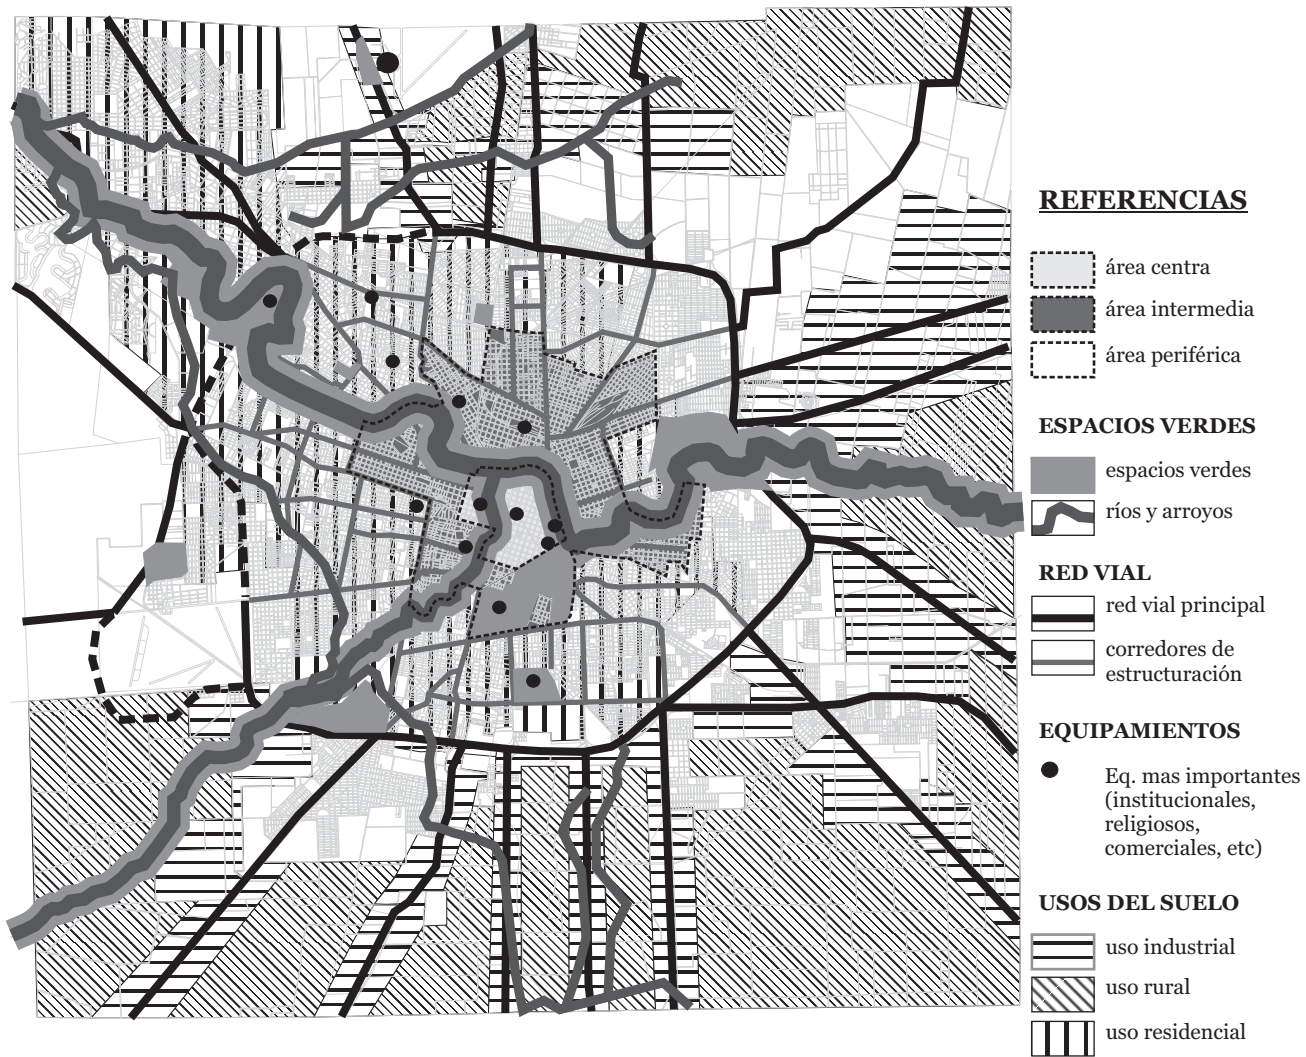 REFERENCIAS
área centra
área intermedia
área periférica
ESPACIOS VERDES
espacios verdes
ríos y arroyos
RED VIAL
red vial principal
corredores de
estructuración
EQUIPAMIENTOS
Eq. mas importantes
(institucionales,
religiosos,
comerciales, etc)
USOS DEL SUELO
uso industrial
uso rural
uso residencial